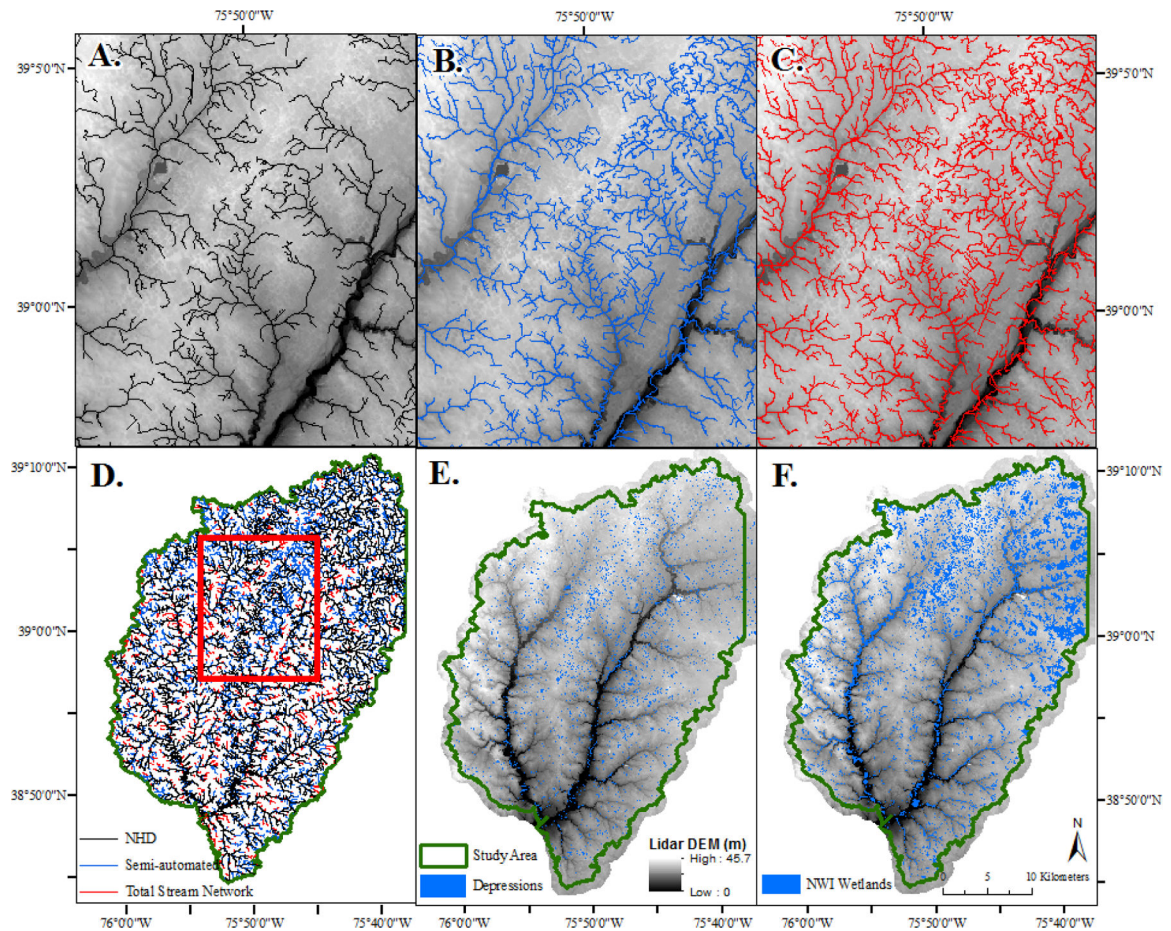 75°50'0"W 75°50'0"W 75°50'0"W
A. B. C.
39°5'0"N 39°5'0"N
39°0'0"N 39°0'0"N
D. E. F.
39°10'0"N 39°10'0"N
39°0'0"N 39°0'0"N
38°50'0"N 38°50'0"N
NHD
Semi-automated
Total Stream Network
Study Area
Depressions
Lidar DEM (m)
High : 45.7
Low : 0
NWI Wetlands
N
0 5 10 Kilometers
76°0'0"W 75°50'0"W 75°40'0"W 76°0'0"W 75°50'0"W 75°40'0"W 76°0'0"W 75°50'0"W 75°40'0"W